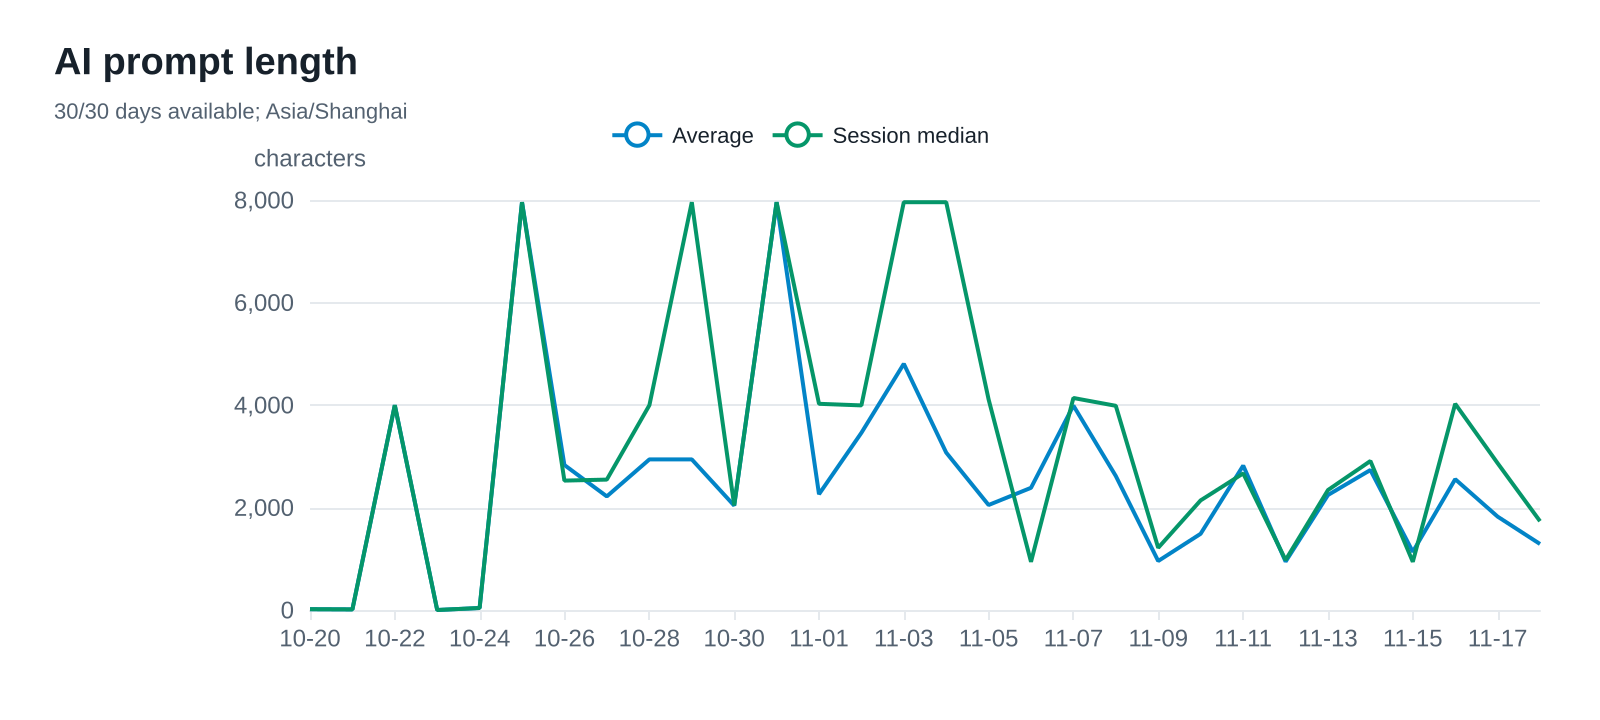 AI prompt length
30/30 days available; Asia/Shanghai
Average Session median
characters
8,000
6,000
4,000
2,000
0
10-20 10-22 10-24 10-26 10-28 10-30 11-01 11-03 11-05 11-07 11-09 11-11 11-13 11-15 11-17